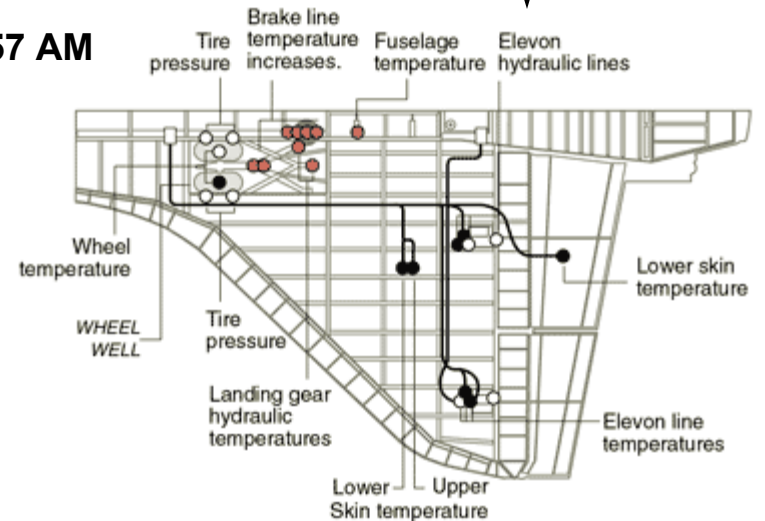 57 AM
Tire
pressure
Brake line
temperature
increases.
Fuselage
temperature
Elevon
hydraulic lines
Wheel
temperature
WHEEL
WELL
Tire
pressure
Landing gear
hydraulic
temperatures
Lower skin
temperature
Elevon line
temperatures
Lower Upper
Skin temperature